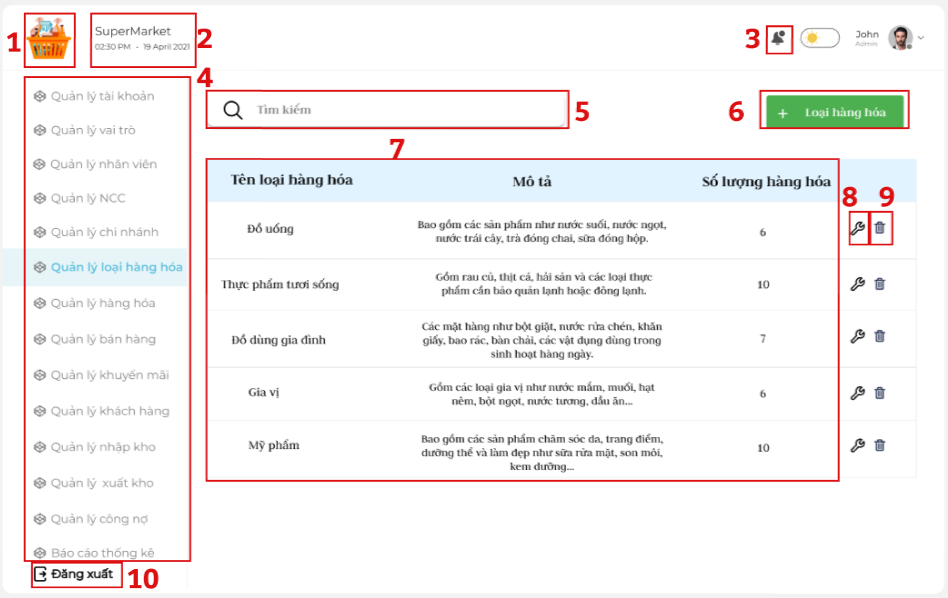 1
SuperMarket
02:30 PM - 19 April 2021
2
3
John
Admin
4
Quản lý tài khoản
Quản lý vai trò
Quản lý nhân viên
Quản lý NCC
Quản lý chi nhánh
Quản lý loại hàng hóa
Quản lý hàng hóa
Quản lý bán hàng
Quản lý khuyến mãi
Quản lý khách hàng
Quản lý nhập kho
Quản lý xuất kho
Quản lý công nợ
Báo cáo thống kê
Đăng xuất
10
Tìm kiếm
5
6
+ Loại hàng hóa
7
Tên loại hàng hóa Mô tả Số lượng hàng hóa
8 9
Đồ uống
Bao gồm các sản phẩm như nước suối, nước ngọt,
nước trái cây, trà đóng chai, sữa đóng hộp.
6
Thực phẩm tươi sống
Gồm rau củ, thịt cá, hải sản và các loại thực
phẩm cần bảo quản lạnh hoặc đông lạnh.
10
Đồ dùng gia đình
Các mặt hàng như bột giặt, nước rửa chén, khăn
giấy, bao rác, bàn chải, các vật dụng dùng trong
sinh hoạt hàng ngày.
7
Gia vị
Gồm các loại gia vị như nước mắm, muối, hạt
nêm, bột ngọt, nước tương, dầu ăn...
6
Mỹ phẩm
Bao gồm các sản phẩm chăm sóc da, trang điểm,
dưỡng thể và làm đẹp như sữa rửa mặt, son môi,
kem dưỡng...
10